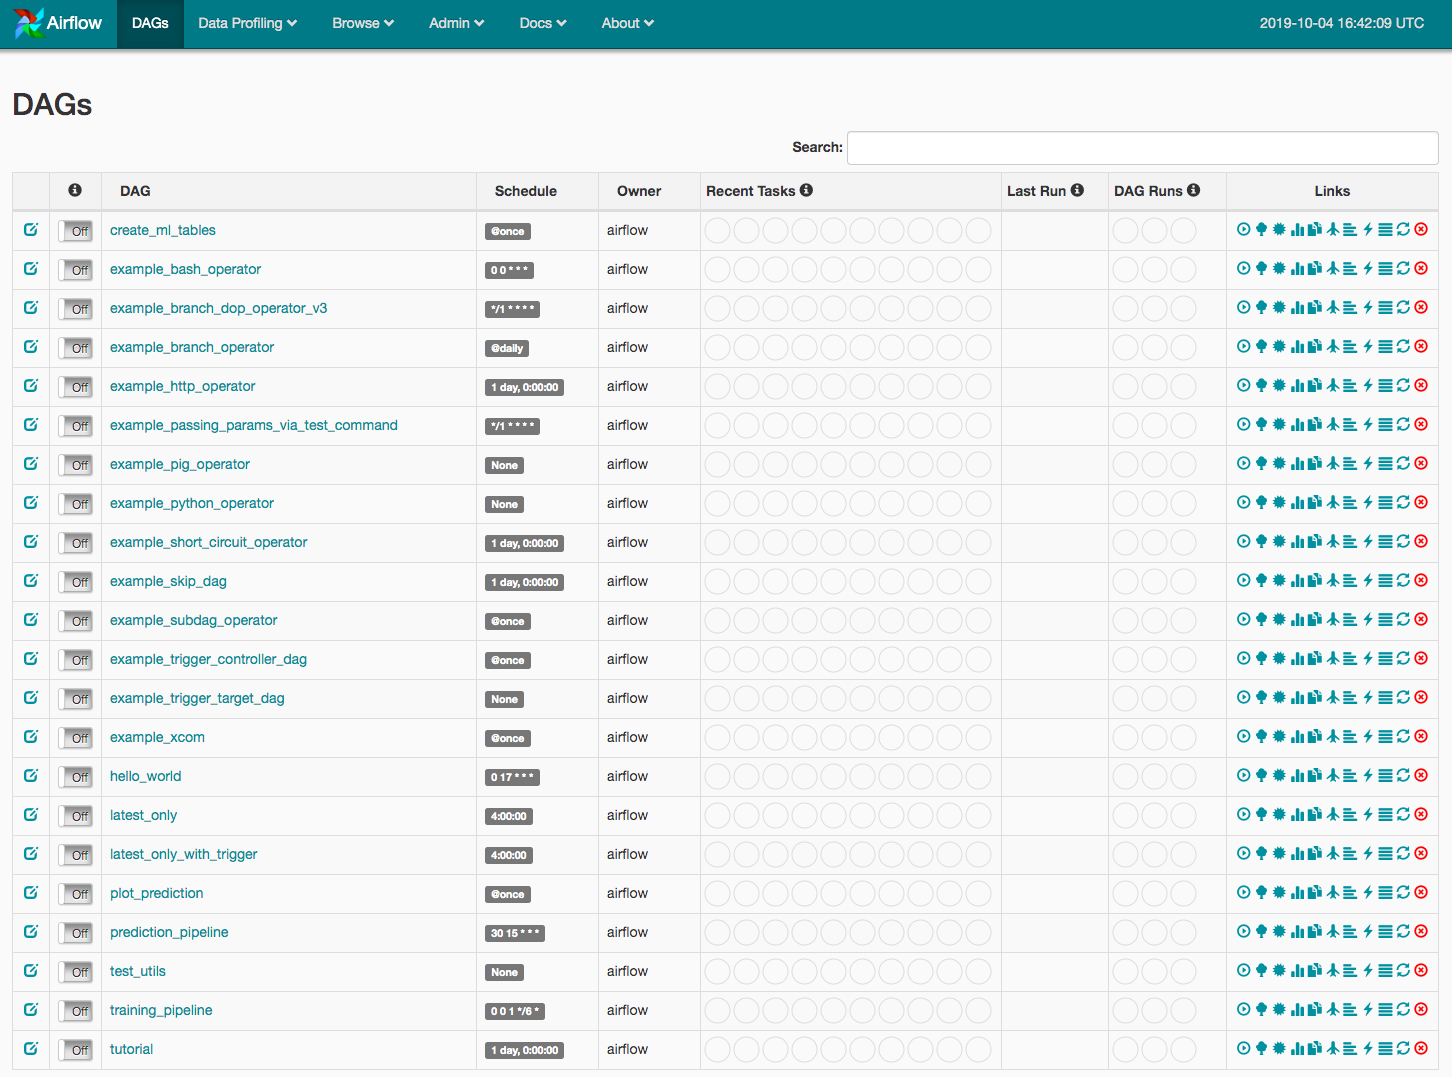 Airflow DAGs Data Profiling Browse Admin Docs About 2019-10-04 16:42:09 UTC
DAGs
Search:
DAG Schedule Owner Recent Tasks Last Run DAG Runs Links
Off create_ml_tables @once airflow
Off example_bash_operator 0 0 * * * airflow
Off example_branch_dop_operator_v3 */1 * * * * airflow
Off example_branch_operator @daily airflow
Off example_http_operator 1 day, 0:00:00 airflow
Off example_passing_params_via_test_command */1 * * * * airflow
Off example_pig_operator None airflow
Off example_python_operator None airflow
Off example_short_circuit_operator 1 day, 0:00:00 airflow
Off example_skip_dag 1 day, 0:00:00 airflow
Off example_subdag_operator @once airflow
Off example_trigger_controller_dag @once airflow
Off example_trigger_target_dag None airflow
Off example_xcom @once airflow
Off hello_world 0 17 * * * airflow
Off latest_only 4:00:00 airflow
Off latest_only_with_trigger 4:00:00 airflow
Off plot_prediction @once airflow
Off prediction_pipeline 30 15 * * * airflow
Off test_utils None airflow
Off training_pipeline 0 0 1 */6 * airflow
Off tutorial 1 day, 0:00:00 airflow